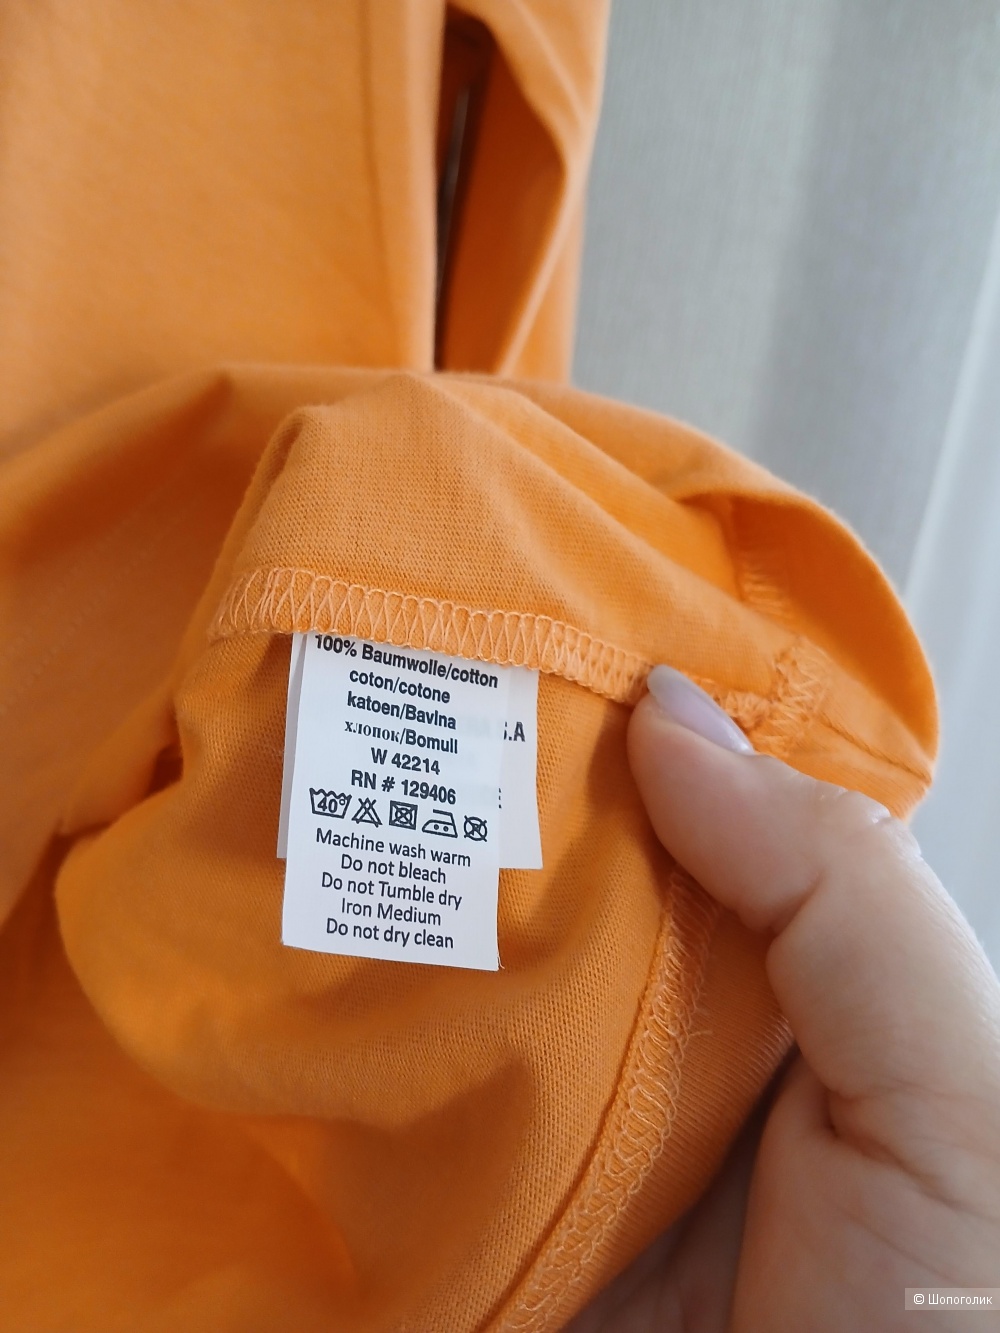 100% Baumwolle/cotton
coton/cotone
katoen/Bavlna
хлопок/Bomull
W 42214
RN # 129406
40°
Machine wash warm
Do not bleach
Do not Tumble dry
Iron Medium
Do not dry clean
S.A
© Шопоголик